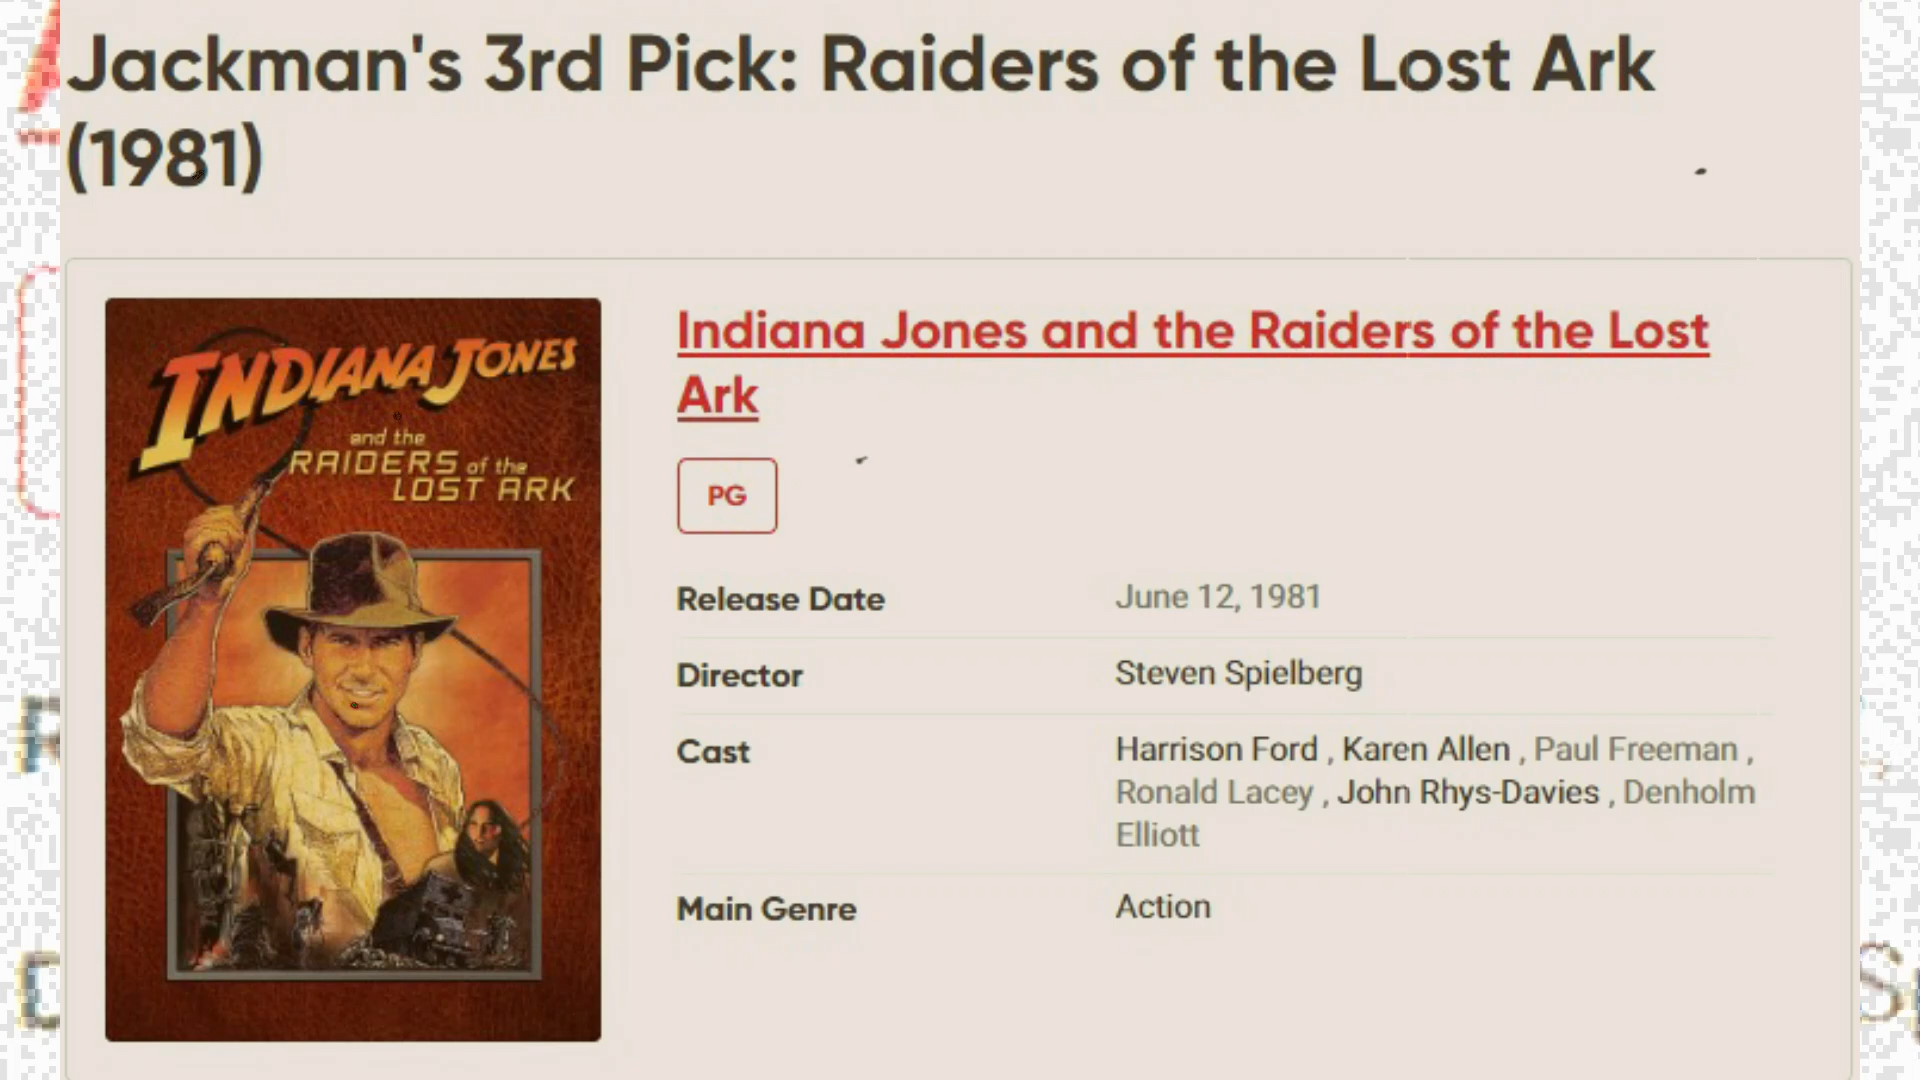 Jackman's 3rd Pick: Raiders of the Lost Ark
(1981)
INDIANA JONES
and the
RAIDERS of the
LOST ARK
Indiana Jones and the Raiders of the Lost
Ark
PG
Release Date June 12, 1981
Director Steven Spielberg
Cast Harrison Ford , Karen Allen , Paul Freeman ,
Ronald Lacey , John Rhys-Davies , Denholm
Elliott
Main Genre Action